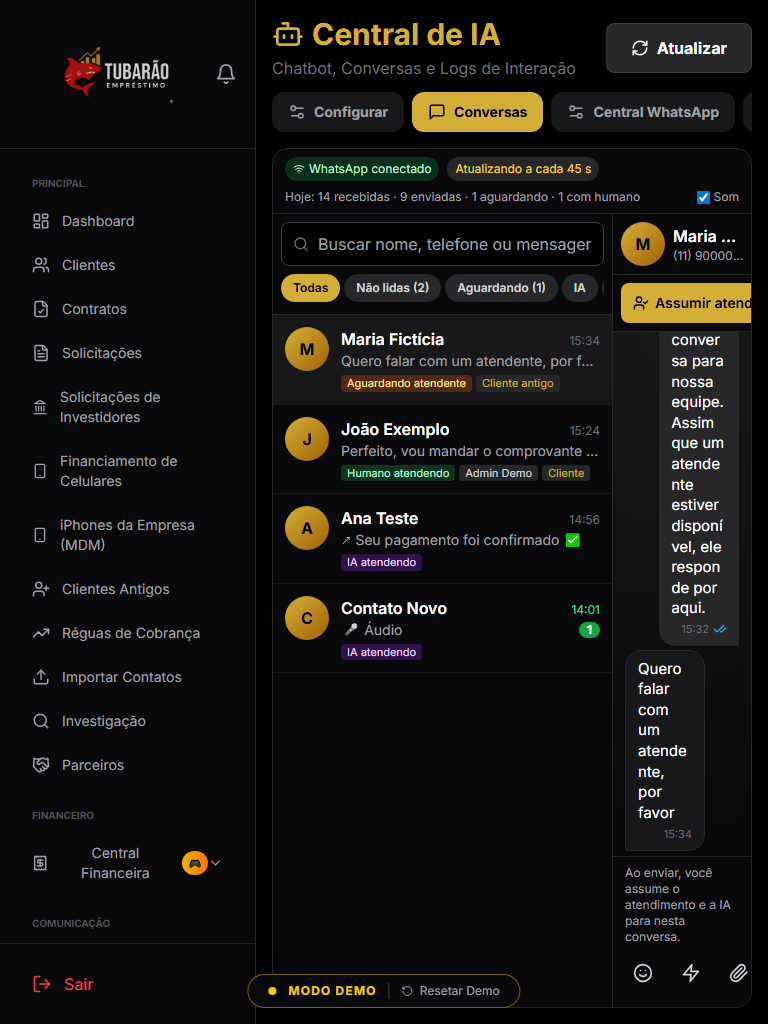 TUBARÃO
EMPRÉSTIMO
PRINCIPAL
Dashboard
Clientes
Contratos
Solicitações
Solicitações de
Investidores
Financiamento de
Celulares
iPhones da Empresa
(MDM)
Clientes Antigos
Réguas de Cobrança
Importar Contatos
Investigação
Parceiros
FINANCEIRO
Central
Financeira
COMUNICAÇÃO
Sair
Central de IA
Chatbot, Conversas e Logs de Interação
Atualizar
Configurar
Conversas
Central WhatsApp
WhatsApp conectado
Atualizando a cada 45 s
Hoje: 14 recebidas · 9 enviadas · 1 aguardando · 1 com humano
Som
Buscar nome, telefone ou mensager
Todas
Não lidas (2)
Aguardando (1)
IA
M
Maria Fictícia
15:34
Quero falar com um atendente, por f...
Aguardando atendente
Cliente antigo
J
João Exemplo
15:24
Perfeito, vou mandar o comprovante ...
Humano atendendo
Admin Demo
Cliente
A
Ana Teste
14:56
Seu pagamento foi confirmado ✅
IA atendendo
C
Contato Novo
14:01
🎤 Áudio
1
IA atendendo
M
Maria ...
(11) 90000...
Assumir atend
conver
sa para
nossa
equipe.
Assim
que um
atende
nte
estiver
disponí
vel, ele
respon
de por
aqui.
15:32
Quero
falar
com
um
atende
nte,
por
favor
15:34
Ao enviar, você
assume o
atendimento e a IA
para nesta
conversa.
MODO DEMO
Resetar Demo